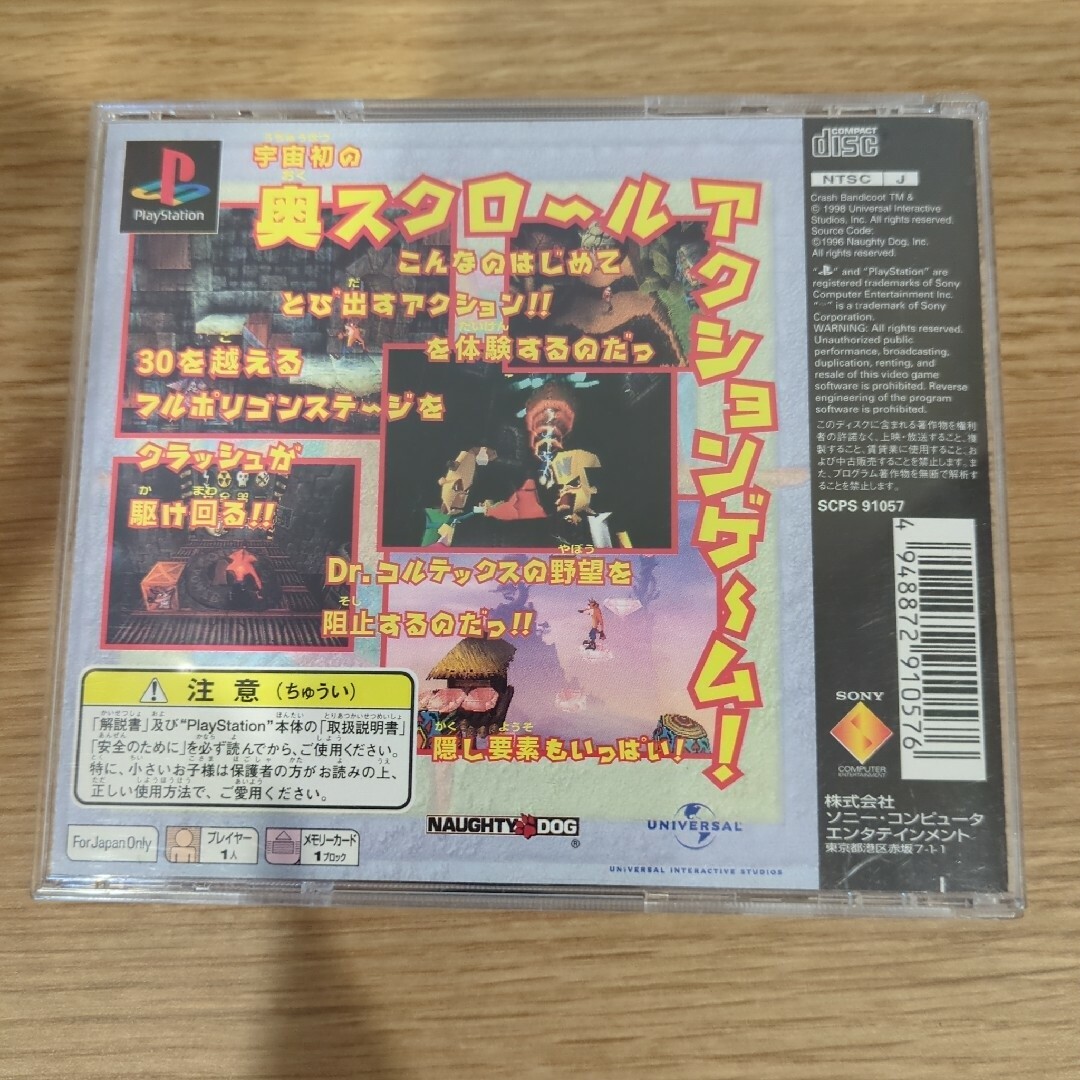 PlayStation
宇宙初の
奥スクロ〜ルアクションゲ〜ム!
こんなのはじめて
とび出すアクション!!
を体験するのだっ
30を越える
フルポリゴンステ〜ジを
クラッシュが
駆け回る!!
Dr.コルテックスの野望を
阻止するのだっ!!
隠し要素もいっぱい!
注意(ちゅうい)
「解説書」及び“PlayStation”本体の「取扱説明書」
「安全のために」を必ず読んでから、ご使用ください。
特に、小さいお子様は保護者の方がお読みの上、
正しい使用方法で、ご愛用ください。
For Japan Only
プレイヤー
1人
メモリーカード
1ブロック
NAUGHTY DOG
®
UNIVERSAL
UNIVERSAL INTERACTIVE STUDIOS
COMPACT
disc
NTSC J
Crash Bandicoot TM &
© 1998 Universal Interactive
Studios, Inc. All rights reserved.
Source Code:
©1996 Naughty Dog, Inc.
All rights reserved.
" " and "PlayStation" are
registered trademarks of Sony
Computer Entertainment Inc.
" " is a trademark of Sony
Corporation.
WARNING: All rights reserved.
Unauthorized public
performance, broadcasting,
duplication, renting, and
resale of this video game
software is prohibited. Reverse
engineering of the program
software is prohibited.
このディスクに含まれる著作物を権利
者の許諾なく、上映・放送すること、複
製すること、賃貸業に使用すること、お
よび中古販売することを禁止します。ま
た、プログラム著作物を無断で解析す
ることを禁止します。
SCPS 91057
4 948872 910576
SONY
COMPUTER
ENTERTAINMENT
株式会社
ソニー・コンピュータ
エンタテインメント
東京都港区赤坂7-1-1